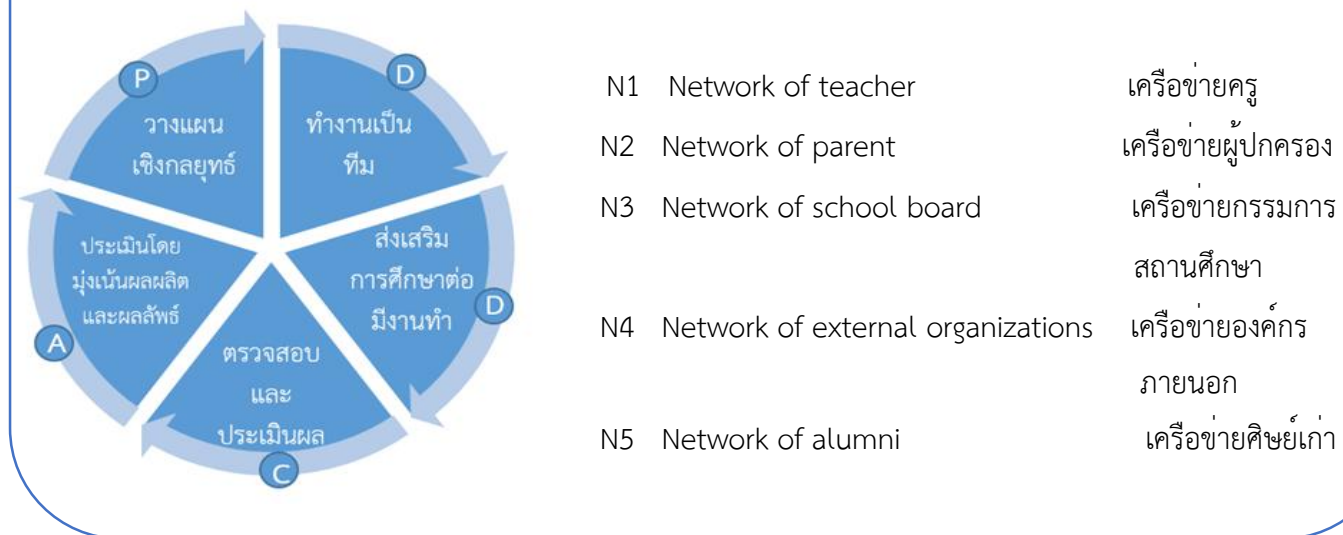 P
วางแผน
เชิงกลยุทธ์
D
ทำงานเป็น
ทีม
D
ส่งเสริม
การศึกษาต่อ
มีงานทำ
C
ตรวจสอบ
และ
ประเมินผล
A
ประเมินโดย
มุ่งเน้นผลผลิต
และผลลัพธ์
N1 Network of teacher เครือข่ายครู
N2 Network of parent เครือข่ายผู้ปกครอง
N3 Network of school board เครือข่ายกรรมการ
สถานศึกษา
N4 Network of external organizations เครือข่ายองค์กร
ภายนอก
N5 Network of alumni เครือข่ายศิษย์เก่า